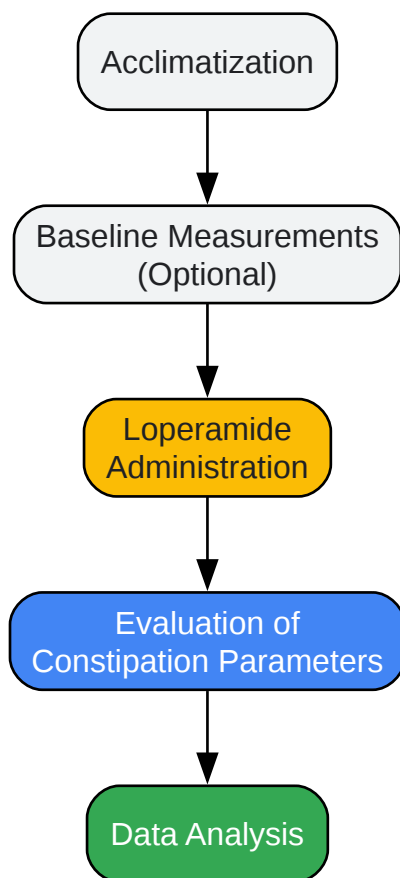 Acclimatization
Baseline Measurements
(Optional)
Loperamide
Administration
Evaluation of
Constipation Parameters
Data Analysis